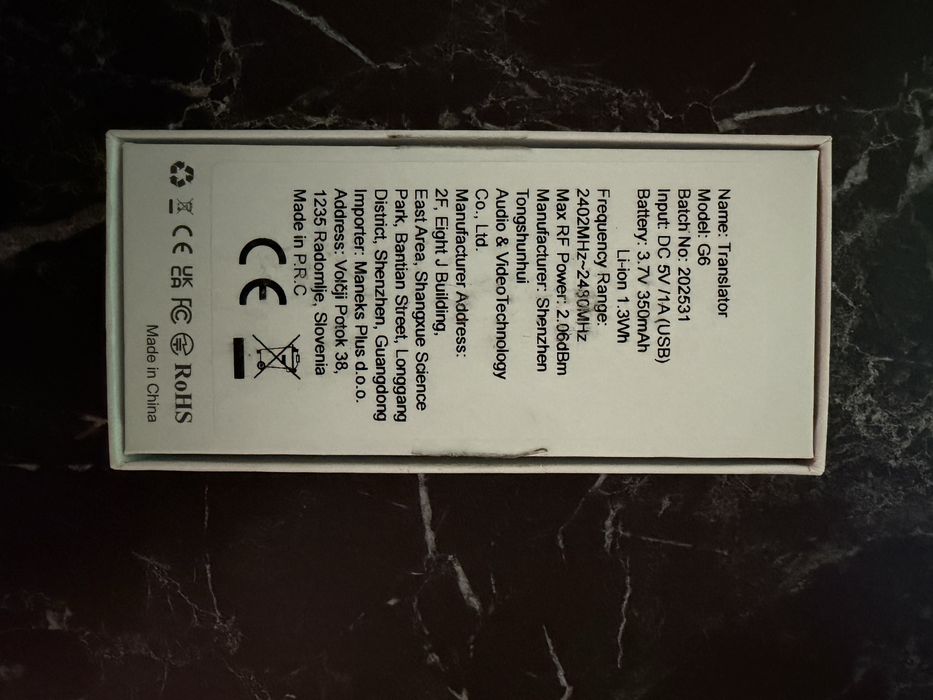 Name: Translator
Model: G6
Batch No: 202531
Input: DC 5V /1A (USB)
Battery: 3.7V 350mAh
Li-ion 1.3Wh
Frequency Range:
2402MHz~2480MHz
Max RF Power: 2.06dBm
Manufacturer: Shenzhen
Tongshunhui
Audio & VideoTechnology
Co., Ltd.
Manufacturer Address:
2F, Eight J Building,
East Area, Shangxue Science
Park, Bantian Street, Longgang
District, Shenzhen, Guangdong
Importer: Maneks Plus d.o.o.
Address: Volčji Potok 38,
1235 Radomlje, Slovenia
Made in P.R.C
CE
CE UK CA FC RoHS
Made in China